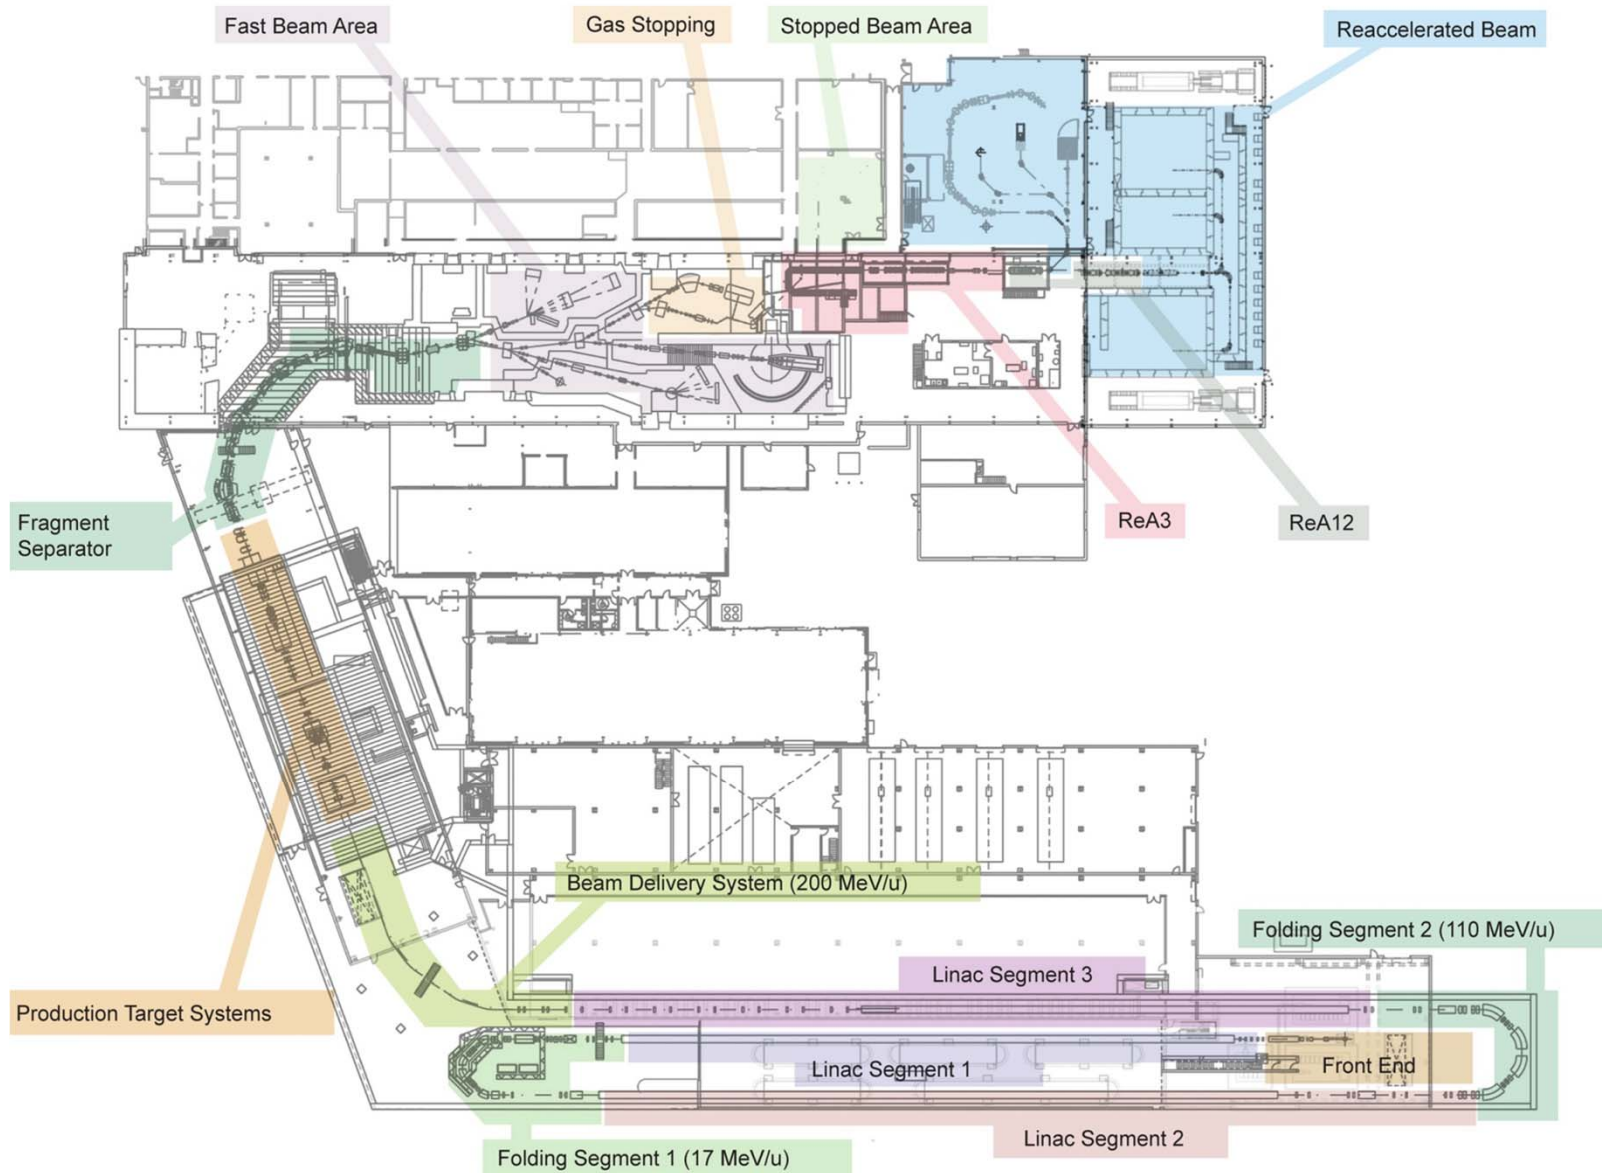 Fast Beam Area
Gas Stopping
Stopped Beam Area
Reaccelerated Beam
Fragment
Separator
ReA3
ReA12
Beam Delivery System (200 MeV/u)
Folding Segment 2 (110 MeV/u)
Linac Segment 3
Production Target Systems
Linac Segment 1
Front End
Linac Segment 2
Folding Segment 1 (17 MeV/u)